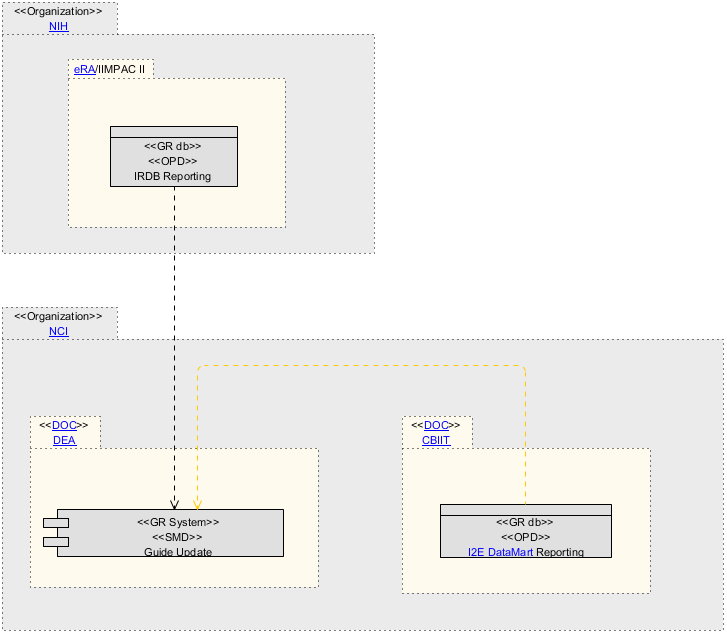 <<Organization>>
NIH
eRA/IIMPAC II
<<GR db>>
<<OPD>>
IRDB Reporting
<<Organization>>
NCI
<<DOC>>
DEA
<<GR System>>
<<SMD>>
Guide Update
<<DOC>>
CBIIT
<<GR db>>
<<OPD>>
I2E DataMart Reporting